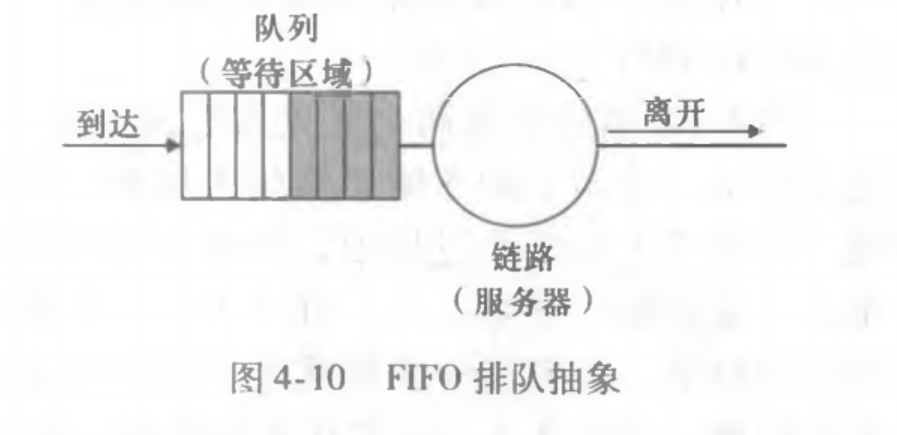 队列
（等待区域）
到达
离开
链路
（服务器）
图 4-10 FIFO 排队抽象